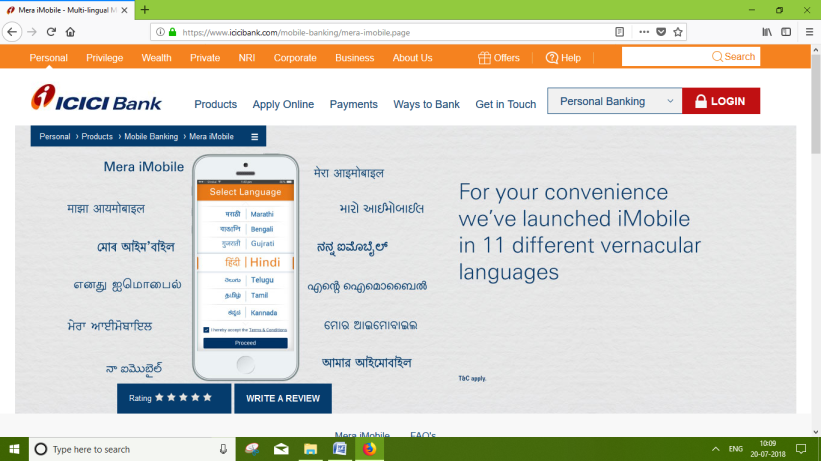 Mera iMobile - Multi-lingual M
https://www.icicibank.com/mobile-banking/mera-imobile.page
Personal Privilege Wealth Private NRI Corporate Business About Us Offers Help Search
ICICI Bank
Products Apply Online Payments Ways to Bank Get in Touch Personal Banking LOGIN
Personal › Products › Mobile Banking › Mera iMobile
Mera iMobile
मेरा आइमोबाइल
माझा आयमोबाइल
મારો આઈમોબાઈલ
মোৰ আইম'বাইল
ನನ್ನ ಐಮೊಬೈಲ್
எனது ஐமொபைல்
എന്റെ ഐമൊബൈൽ
ਮੇਰਾ ਆਈਮੋਬਾਇਲ
ମୋର ଆଇମୋବାଇଲ
నా ఐమొబైల్
আমার আইমোবাইল
Select Language
मराठी Marathi
বাঙালি Bengali
ગુજરાતી Gujrati
हिंदी Hindi
తెలుగు Telugu
தமிழ் Tamil
ಕನ್ನಡ Kannada
I hereby accept the Terms & Conditions
Proceed
For your convenience
we've launched iMobile
in 11 different vernacular
languages
T&C apply.
Rating
WRITE A REVIEW
Mera iMobile FAQ's
Type here to search
ENG
10:09
20-07-2018